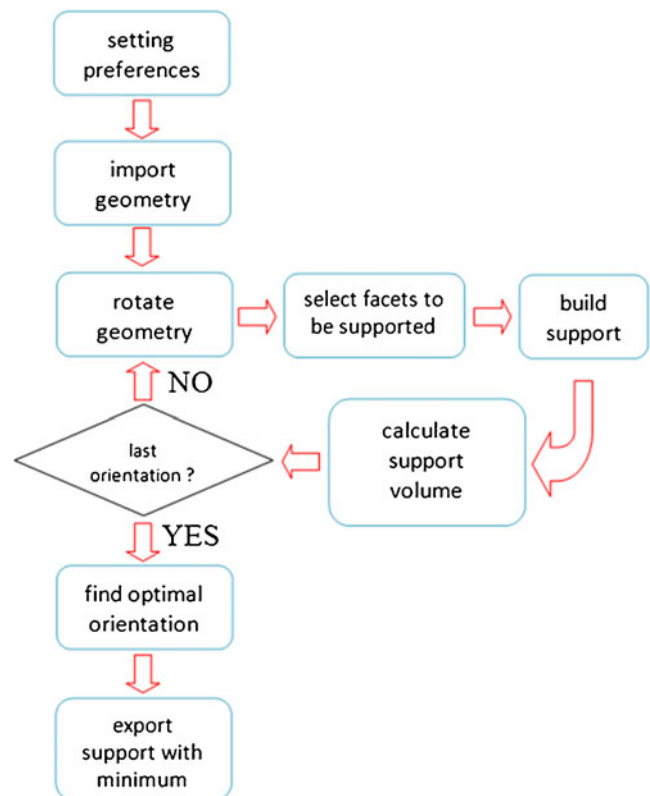 setting
preferences
import
geometry
rotate
geometry
select facets to
be supported
build
support
calculate
support
volume
last
orientation ?
NO
YES
find optimal
orientation
export
support with
minimum